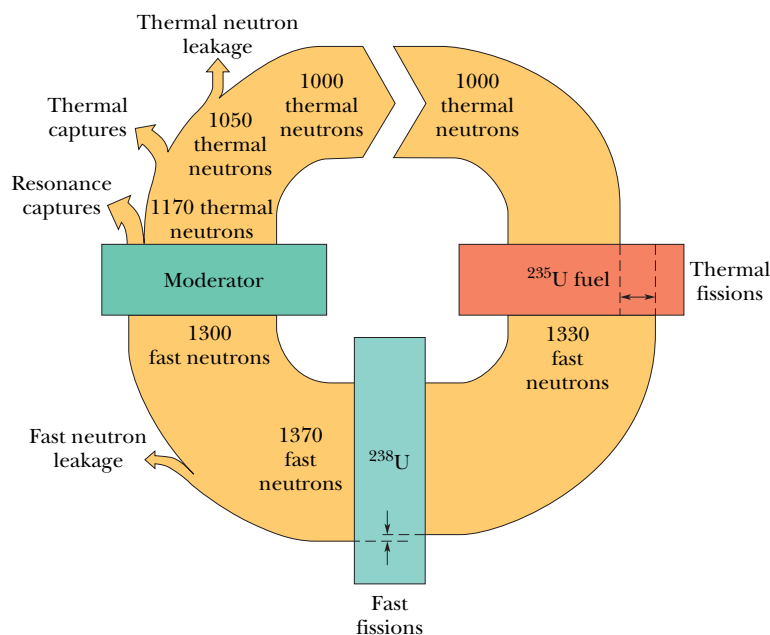 Thermal neutron
leakage
1000
thermal
neutrons
1000
thermal
neutrons
Thermal
captures
1050
thermal
neutrons
Resonance
captures
1170 thermal
neutrons
Moderator
²³⁵U fuel
Thermal
fissions
1300
fast neutrons
1330
fast
neutrons
Fast neutron
leakage
1370
fast
neutrons
²³⁸U
Fast
fissions